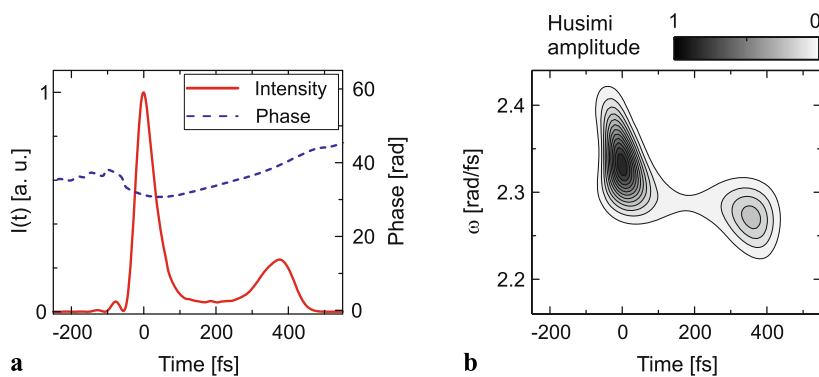 1
0
I(t) [a. u.]
Intensity
Phase
60
40
20
0
Phase [rad]
-200
0
200
400
Time [fs]
a
Husimi
amplitude
1
0
2.4
2.3
2.2
ω [rad/fs]
-200
0
200
400
Time [fs]
b